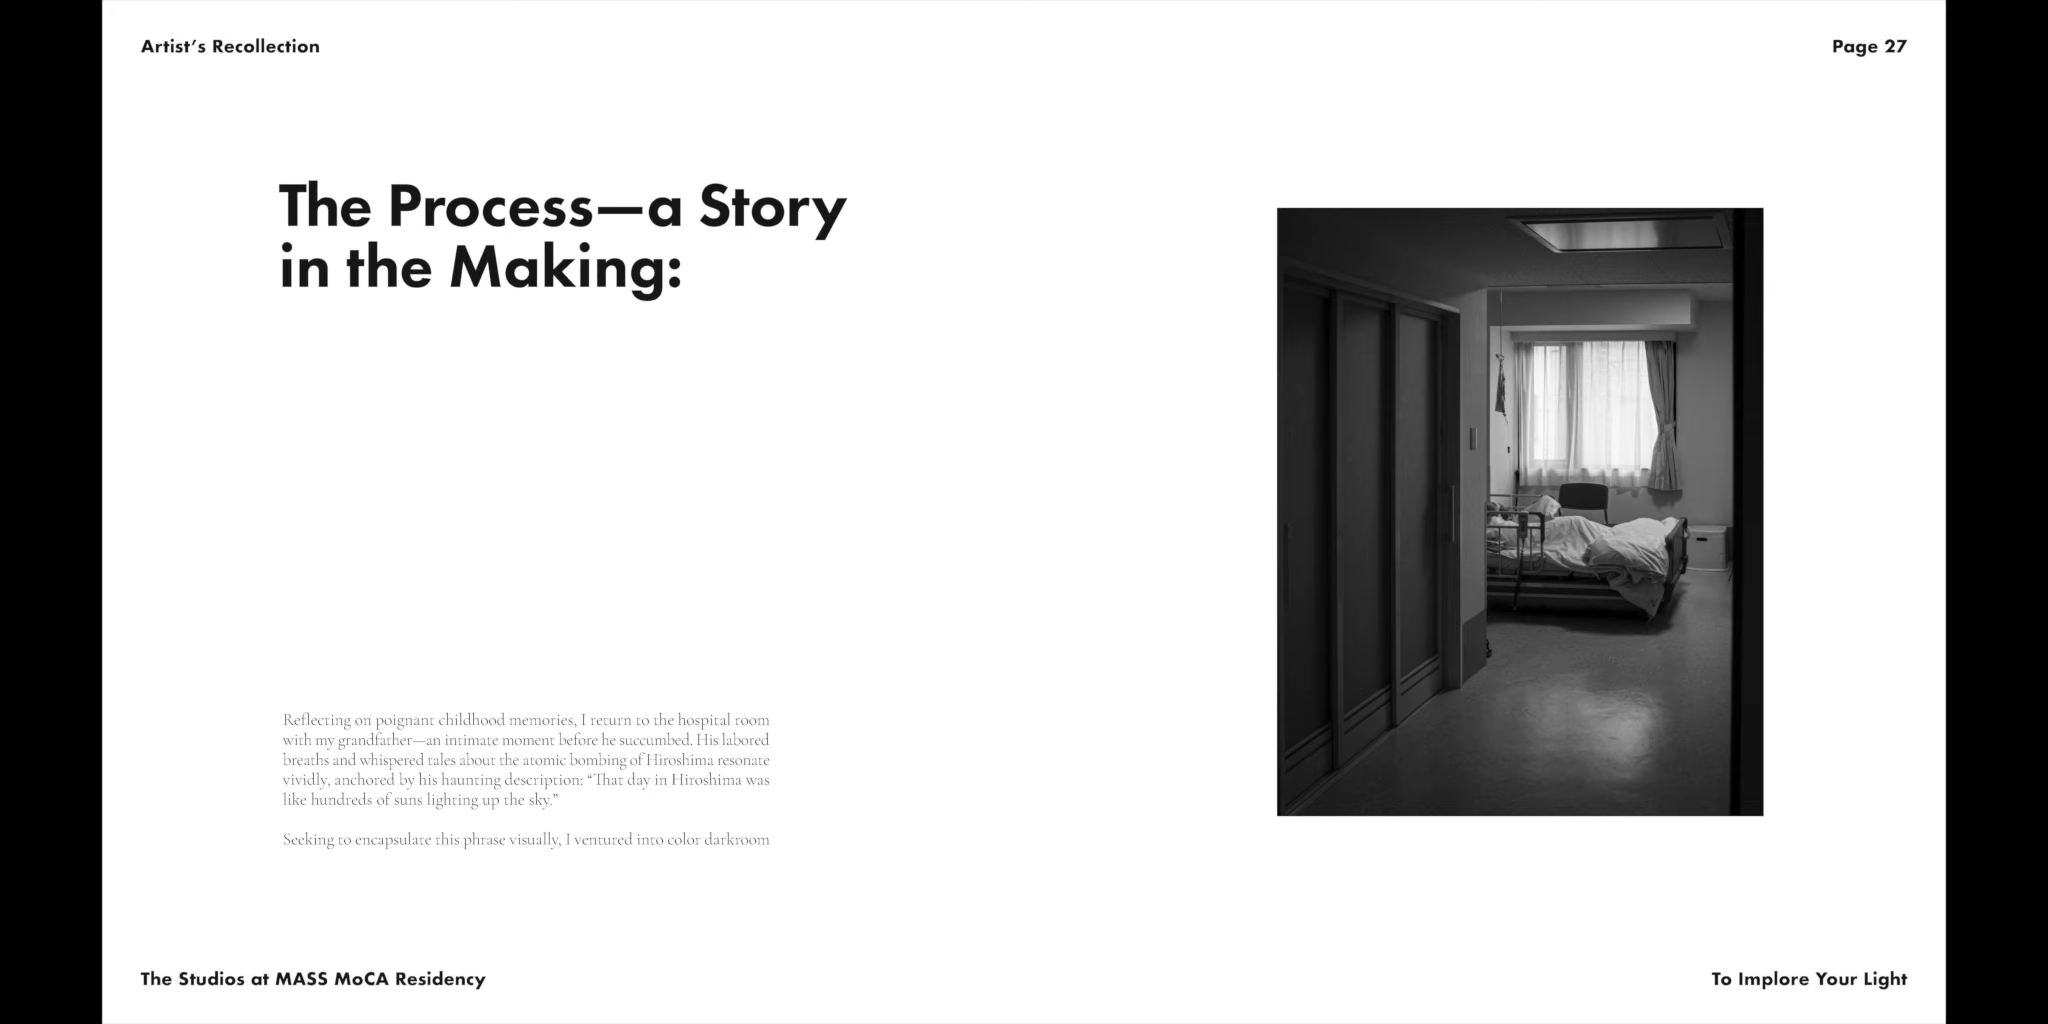 Artist’s Recollection
Page 27
The Process—a Story
in the Making:
Reflecting on poignant childhood memories, I return to the hospital room
with my grandfather—an intimate moment before he succumbed. His labored
breaths and whispered tales about the atomic bombing of Hiroshima resonate
vividly, anchored by his haunting description: “That day in Hiroshima was
like hundreds of suns lighting up the sky.”
Seeking to encapsulate this phrase visually, I ventured into color darkroom
The Studios at MASS MoCA Residency
To Implore Your Light